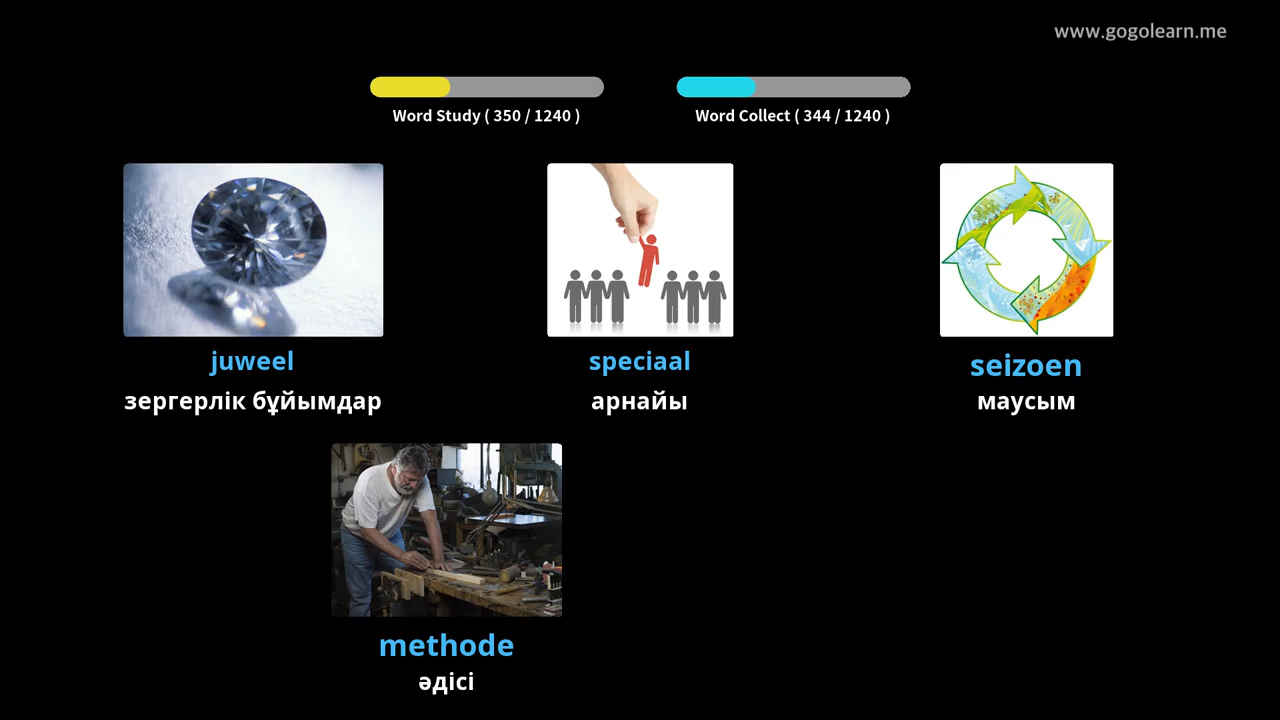 www.gogolearn.me
Word Study ( 350 / 1240 )
Word Collect ( 344 / 1240 )
juweel
speciaal
seizoen
зергерлік бұйымдар
арнайы
маусым
methode
әдісі